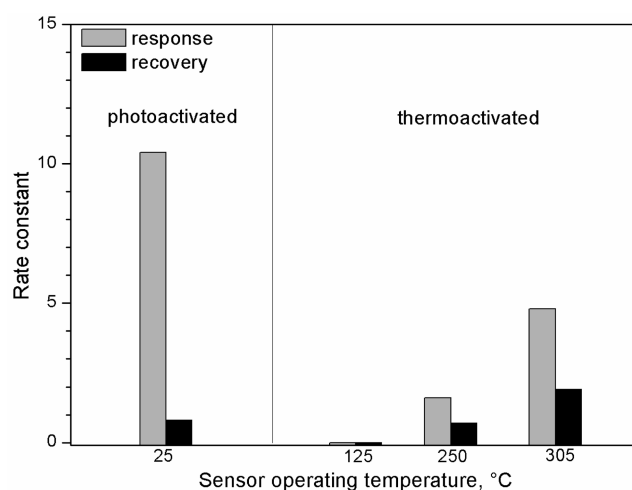 15
response
recovery
photoactivated
thermoactivated
10
Rate constant
5
0
25
125
250
305
Sensor operating temperature, °C